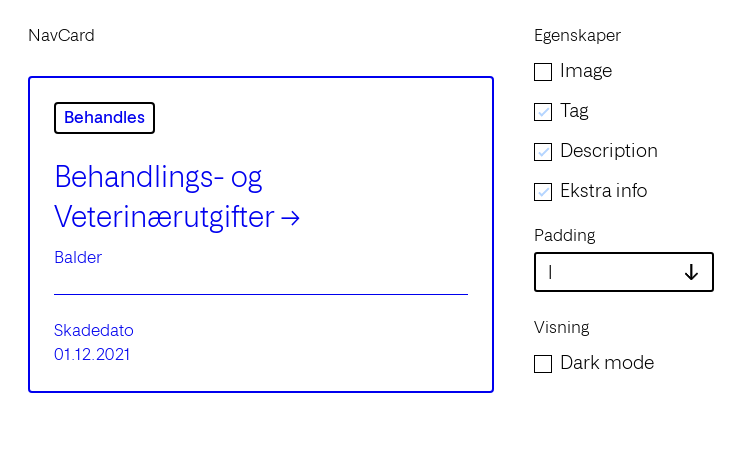 NavCard
Behandles
Behandlings- og
Veterinærutgifter →
Balder
Skadedato
01.12.2021
Egenskaper
Image
Tag
Description
Ekstra info
Padding
l
Visning
Dark mode